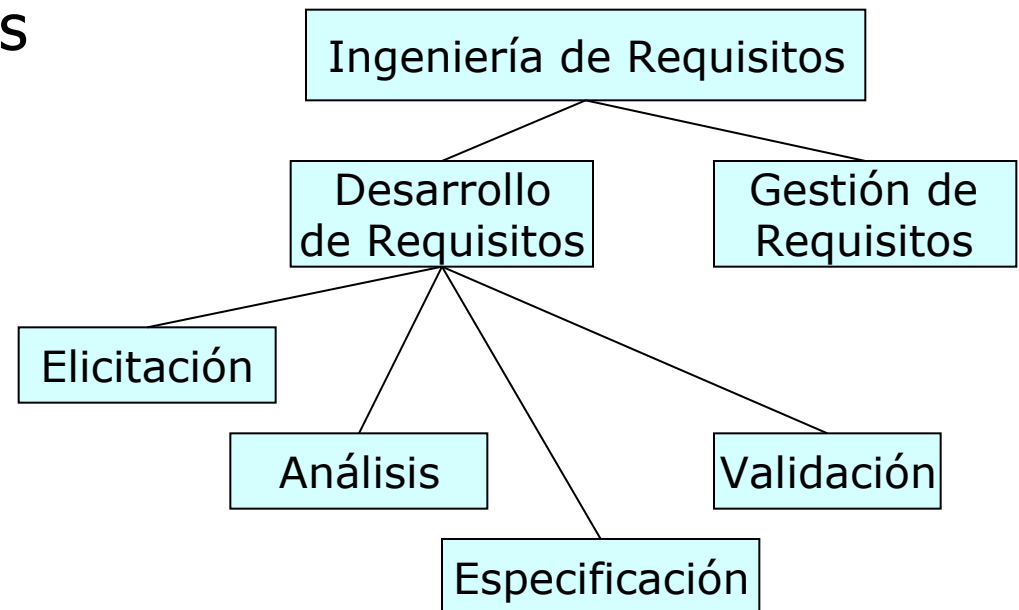 s
Ingeniería de Requisitos
Desarrollo
de Requisitos
Gestión de
Requisitos
Elicitación
Análisis
Validación
Especificación